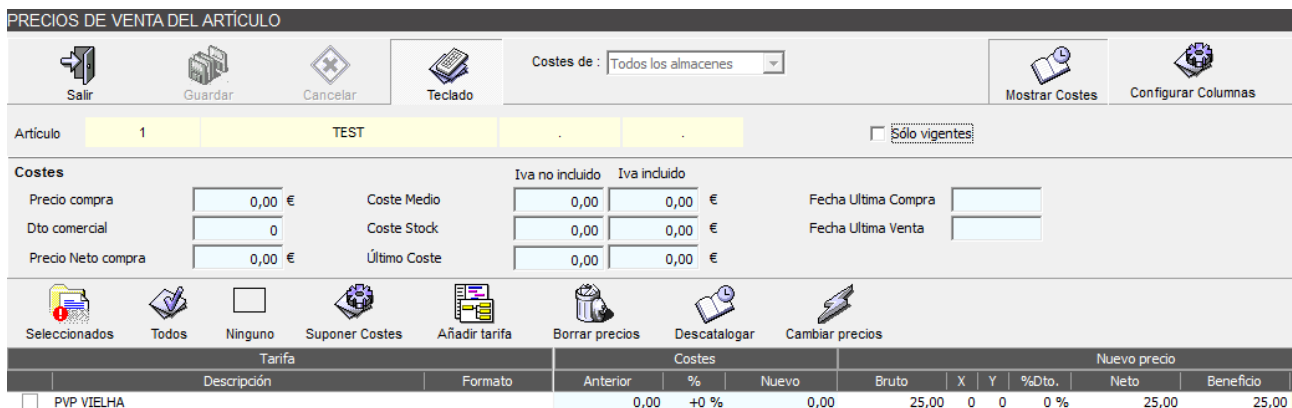 PRECIOS DE VENTA DEL ARTÍCULO
Salir Guardar Cancelar Teclado Costes de : Todos los almacenes Mostrar Costes Configurar Columnas
Artículo 1 TEST . . Sólo vigentes
Costes Iva no incluido Iva incluido
Precio compra 0,00 € Coste Medio 0,00 0,00 € Fecha Ultima Compra
Dto comercial 0 Coste Stock 0,00 0,00 € Fecha Ultima Venta
Precio Neto compra 0,00 € Último Coste 0,00 0,00 €
Seleccionados Todos Ninguno Suponer Costes Añadir tarifa Borrar precios Descatalogar Cambiar precios
Tarifa Costes Nuevo precio
Descripción Formato Anterior % Nuevo Bruto X Y %Dto. Neto Beneficio
PVP VIELHA 0,00 +0 % 0,00 25,00 0 0 0 % 25,00 25,00